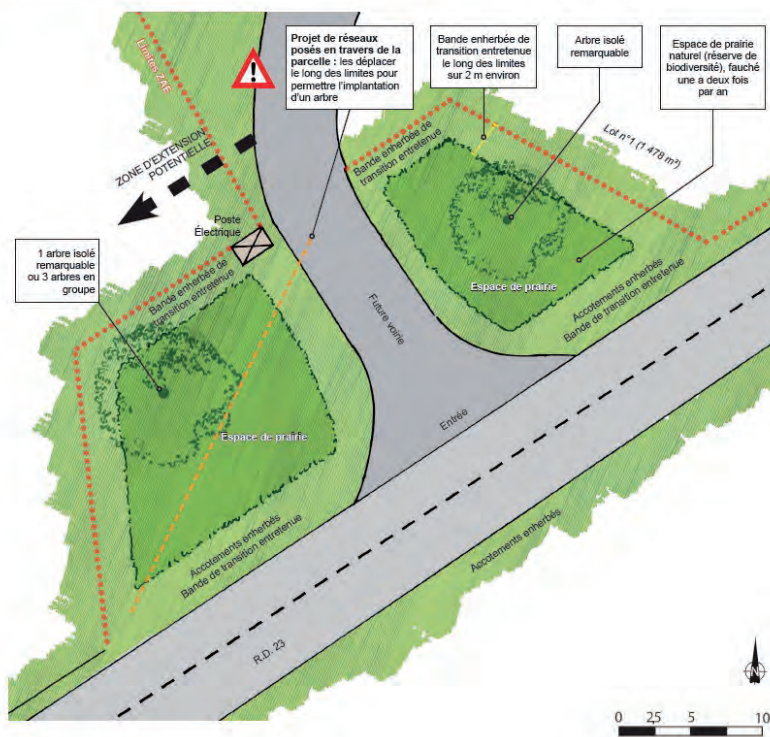 Projet de réseaux
posés en travers de la
parcelle : les déplacer
le long des limites pour
permettre l'implantation
d'un arbre
Bande enherbée de
transition entretenue
le long des limites
sur 2 m environ
Arbre isolé
remarquable
Espace de prairie
naturel (réserve de
biodiversité), fauché
une a deux fois
par an
Limites ZAE
ZONE D'EXTENSION
POTENTIELLE
Bande enherbée de
transition entretenue
Lot n°1 (1 478 m²)
Poste
Électrique
1 arbre isolé
remarquable
ou 3 arbres en
groupe
Bande enherbée de
transition entretenue
Espace de prairie
Accotements enherbés
Bande de transition entretenue
Future voirie
Entrée
Espace de prairie
Accotements enherbés
Bande de transition entretenue
Accotements enherbés
R.D. 23
N
0 25 5 10